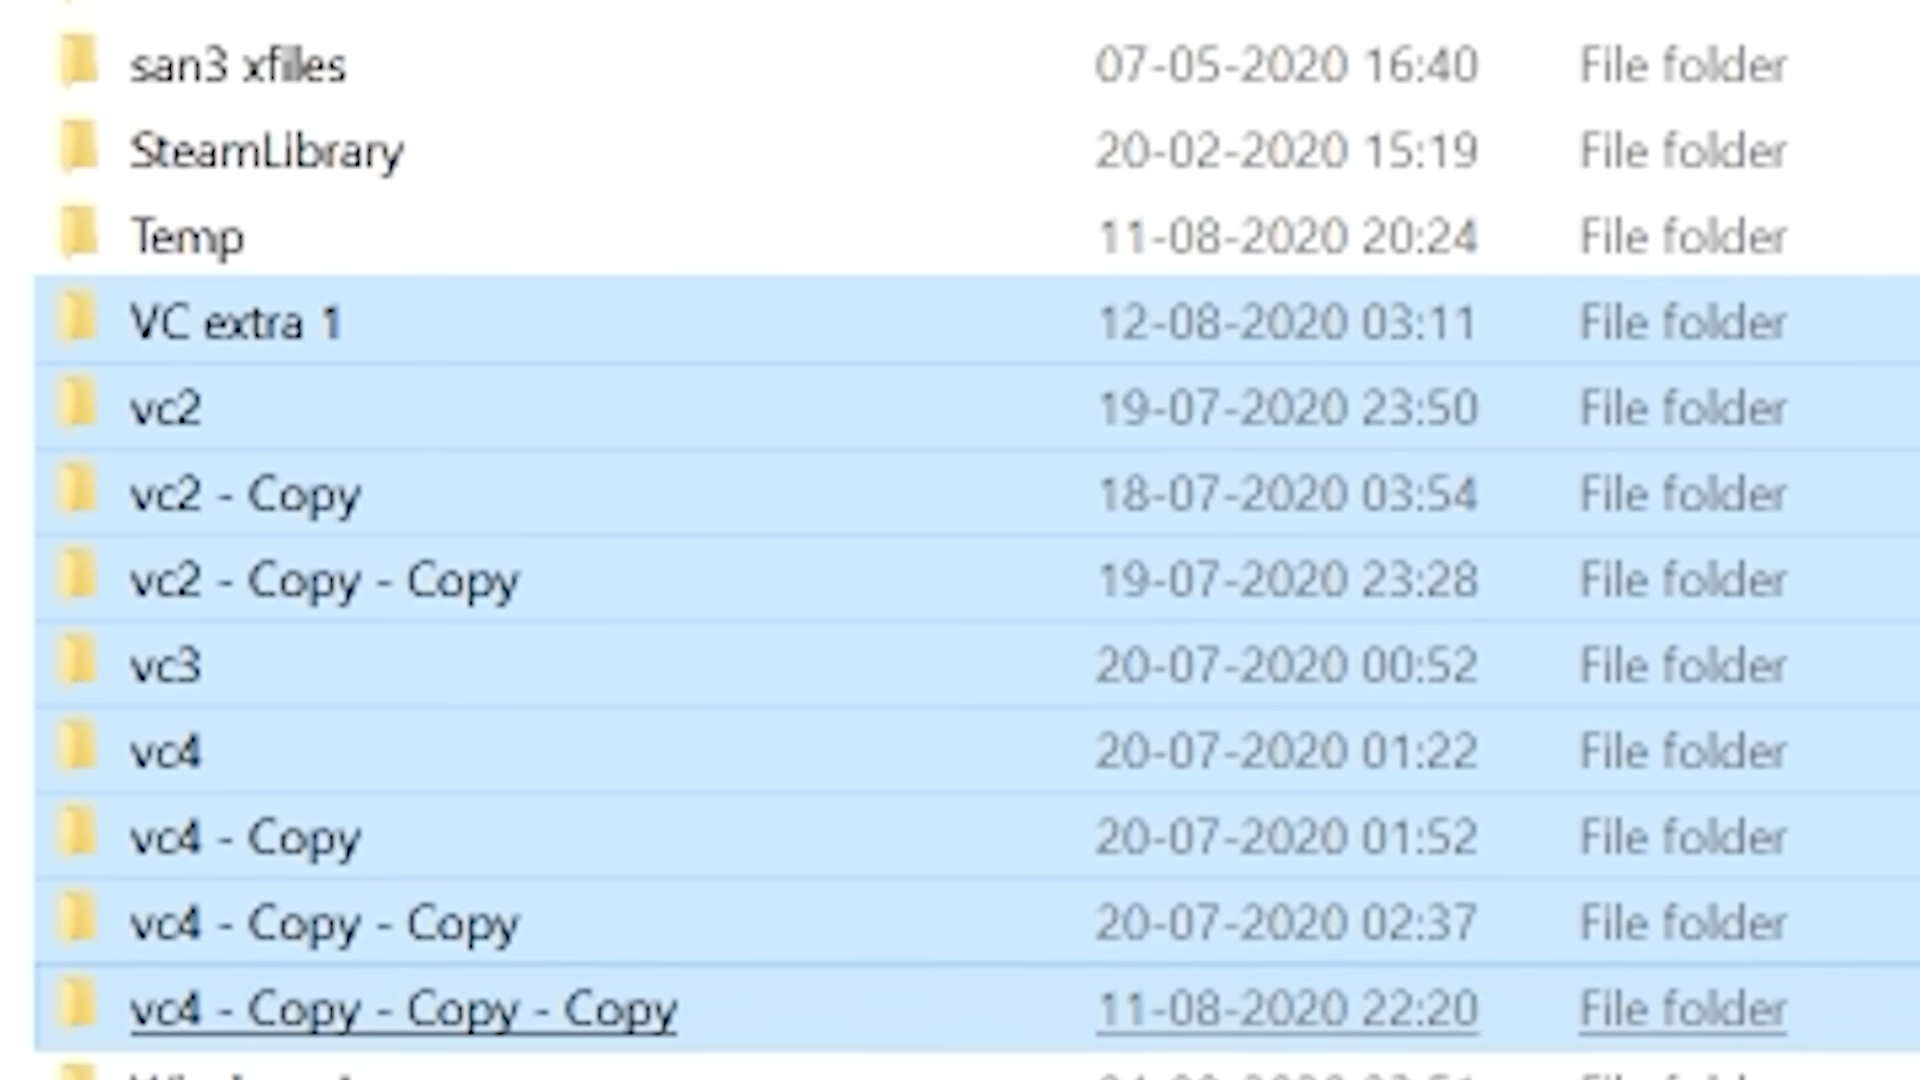 san3 xfiles 07-05-2020 16:40 File folder
SteamLibrary 20-02-2020 15:19 File folder
Temp 11-08-2020 20:24 File folder
VC extra 1 12-08-2020 03:11 File folder
vc2 19-07-2020 23:50 File folder
vc2 - Copy 18-07-2020 03:54 File folder
vc2 - Copy - Copy 19-07-2020 23:28 File folder
vc3 20-07-2020 00:52 File folder
vc4 20-07-2020 01:22 File folder
vc4 - Copy 20-07-2020 01:52 File folder
vc4 - Copy - Copy 20-07-2020 02:37 File folder
vc4 - Copy - Copy - Copy 11-08-2020 22:20 File folder